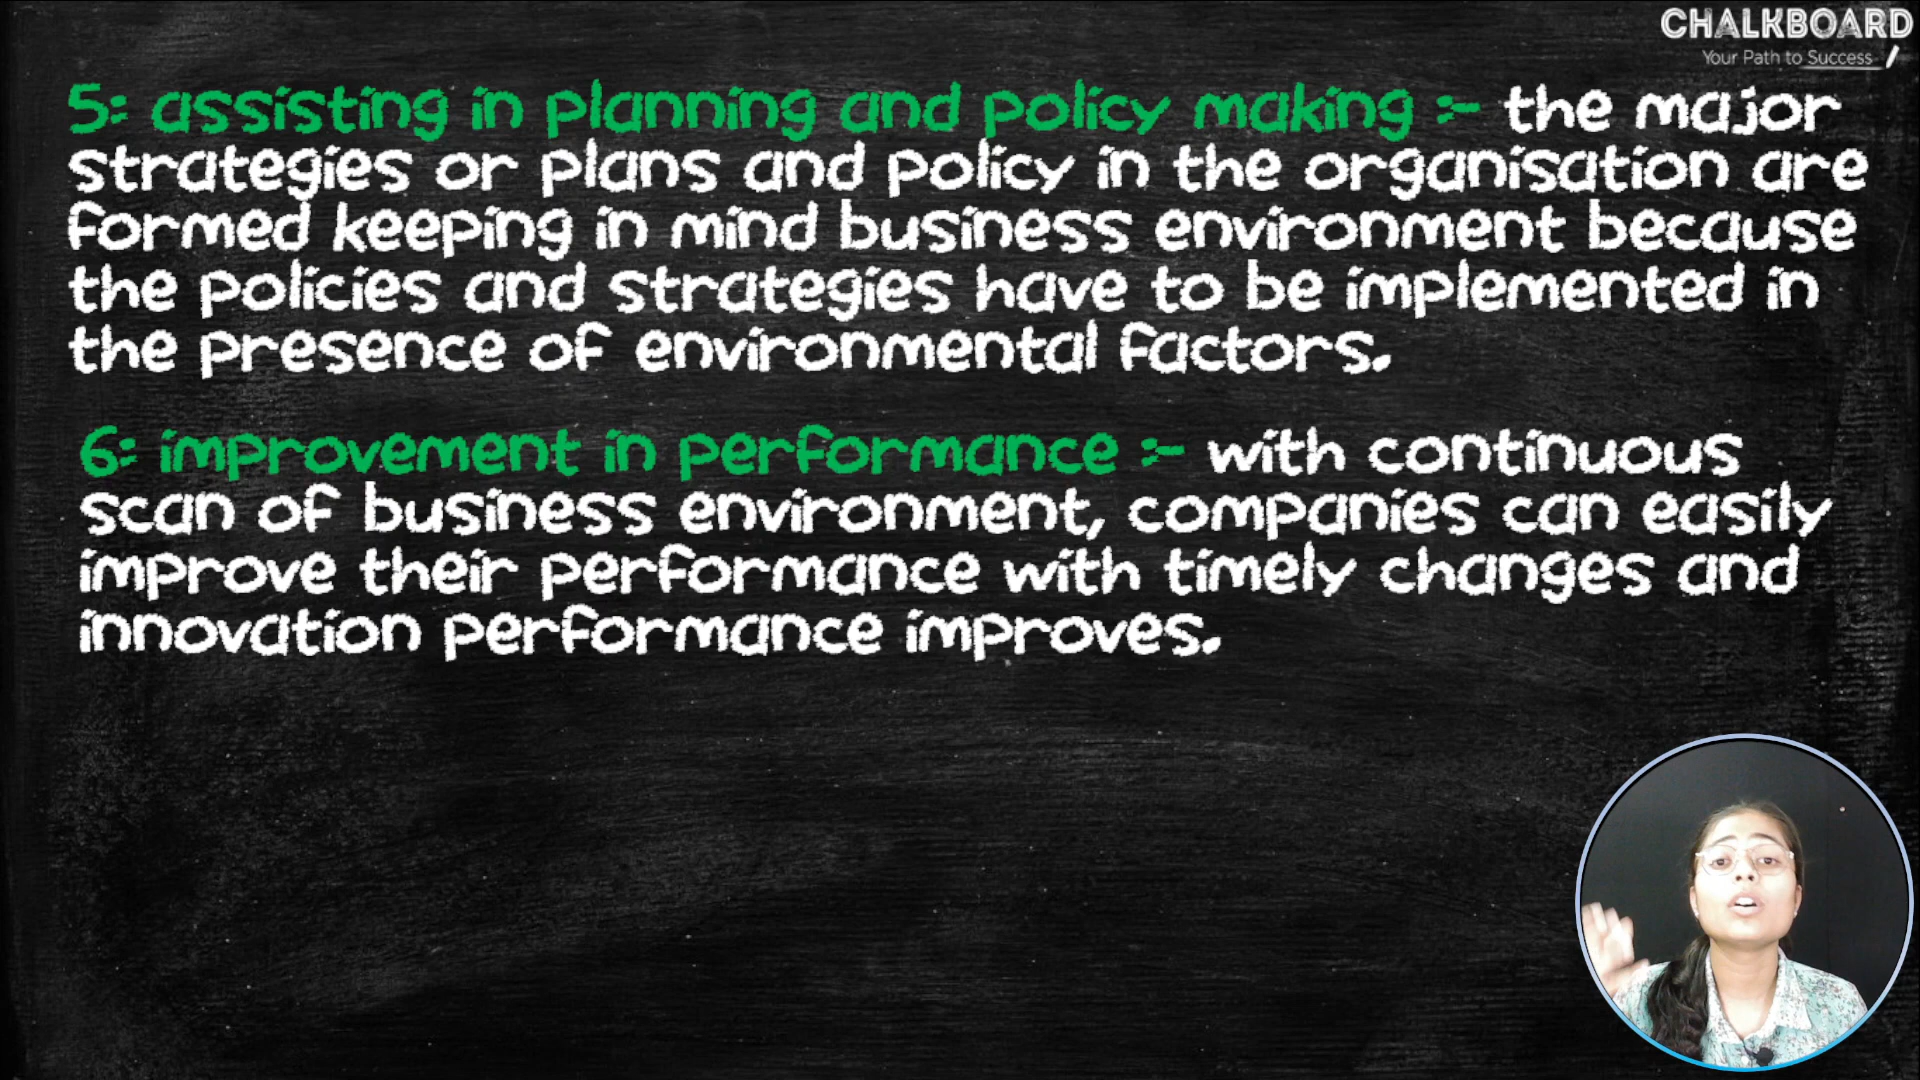 CHALKBOARD
Your Path to Success
5: assisting in planning and policy making :- the major
strategies or plans and policy in the organisation are
formed keeping in mind business environment because
the policies and strategies have to be implemented in
the presence of environmental factors.
6: improvement in performance :- with continuous
scan of business environment, companies can easily
improve their performance with timely changes and
innovation performance improves.